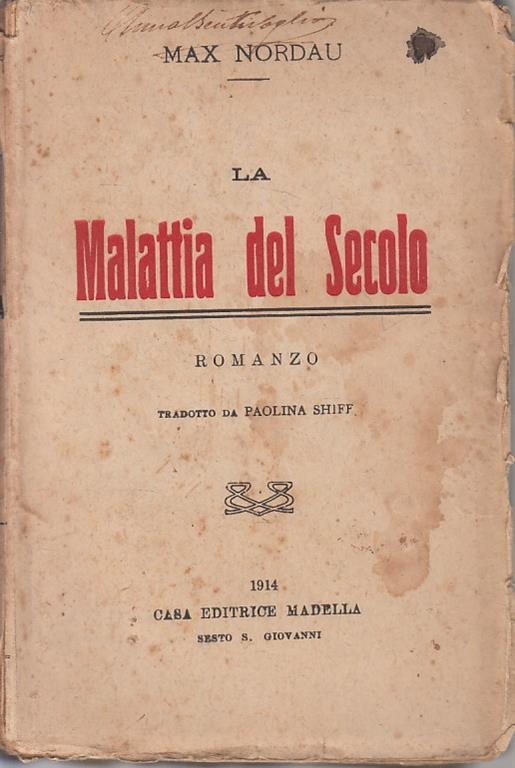 MAX NORDAU
LA
Malattia del Secolo
ROMANZO
TRADOTTO DA PAOLINA SHIFF
1914
CASA EDITRICE MADELLA
SESTO S. GIOVANNI